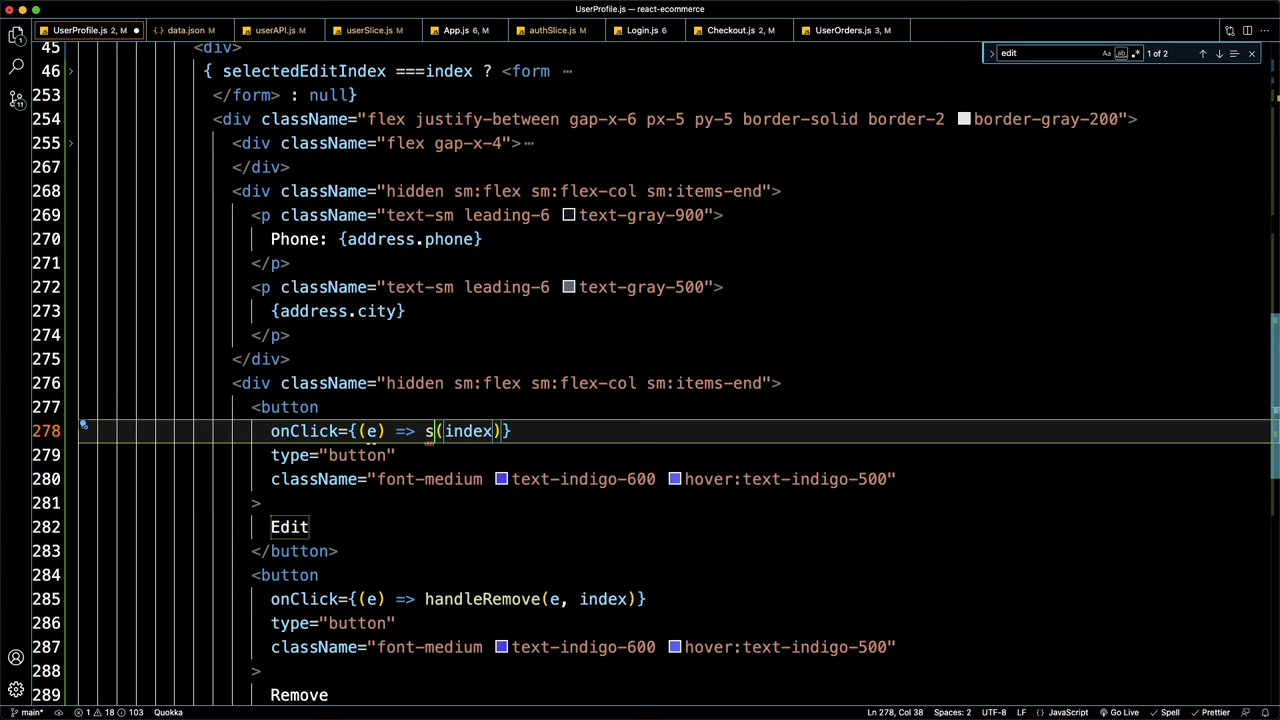 UserProfile.js — react-ecommerce
UserProfile.js 2, M
data.json M
userAPI.js M
userSlice.js M
App.js 6, M
authSlice.js M
Login.js 6
Checkout.js 2, M
UserOrders.js 3, M
edit
Aa
ab
1 of 2
45 <div>
46 { selectedEditIndex ===index ? <form ⋯
253 </form> : null}
254 <div className="flex justify-between gap-x-6 px-5 py-5 border-solid border-2 border-gray-200">
255 <div className="flex gap-x-4">⋯
267 </div>
268 <div className="hidden sm:flex sm:flex-col sm:items-end">
269 <p className="text-sm leading-6 text-gray-900">
270 Phone: {address.phone}
271 </p>
272 <p className="text-sm leading-6 text-gray-500">
273 {address.city}
274 </p>
275 </div>
276 <div className="hidden sm:flex sm:flex-col sm:items-end">
277 <button
278 onClick={(e) => s(index)}
279 type="button"
280 className="font-medium text-indigo-600 hover:text-indigo-500"
281 >
282 Edit
283 </button>
284 <button
285 onClick={(e) => handleRemove(e, index)}
286 type="button"
287 className="font-medium text-indigo-600 hover:text-indigo-500"
288 >
289 Remove
1
11
main*
1 18 103
Quokka
Ln 278, Col 38
Spaces: 2
UTF-8
LF
{ } JavaScript
Go Live
Spell
Prettier